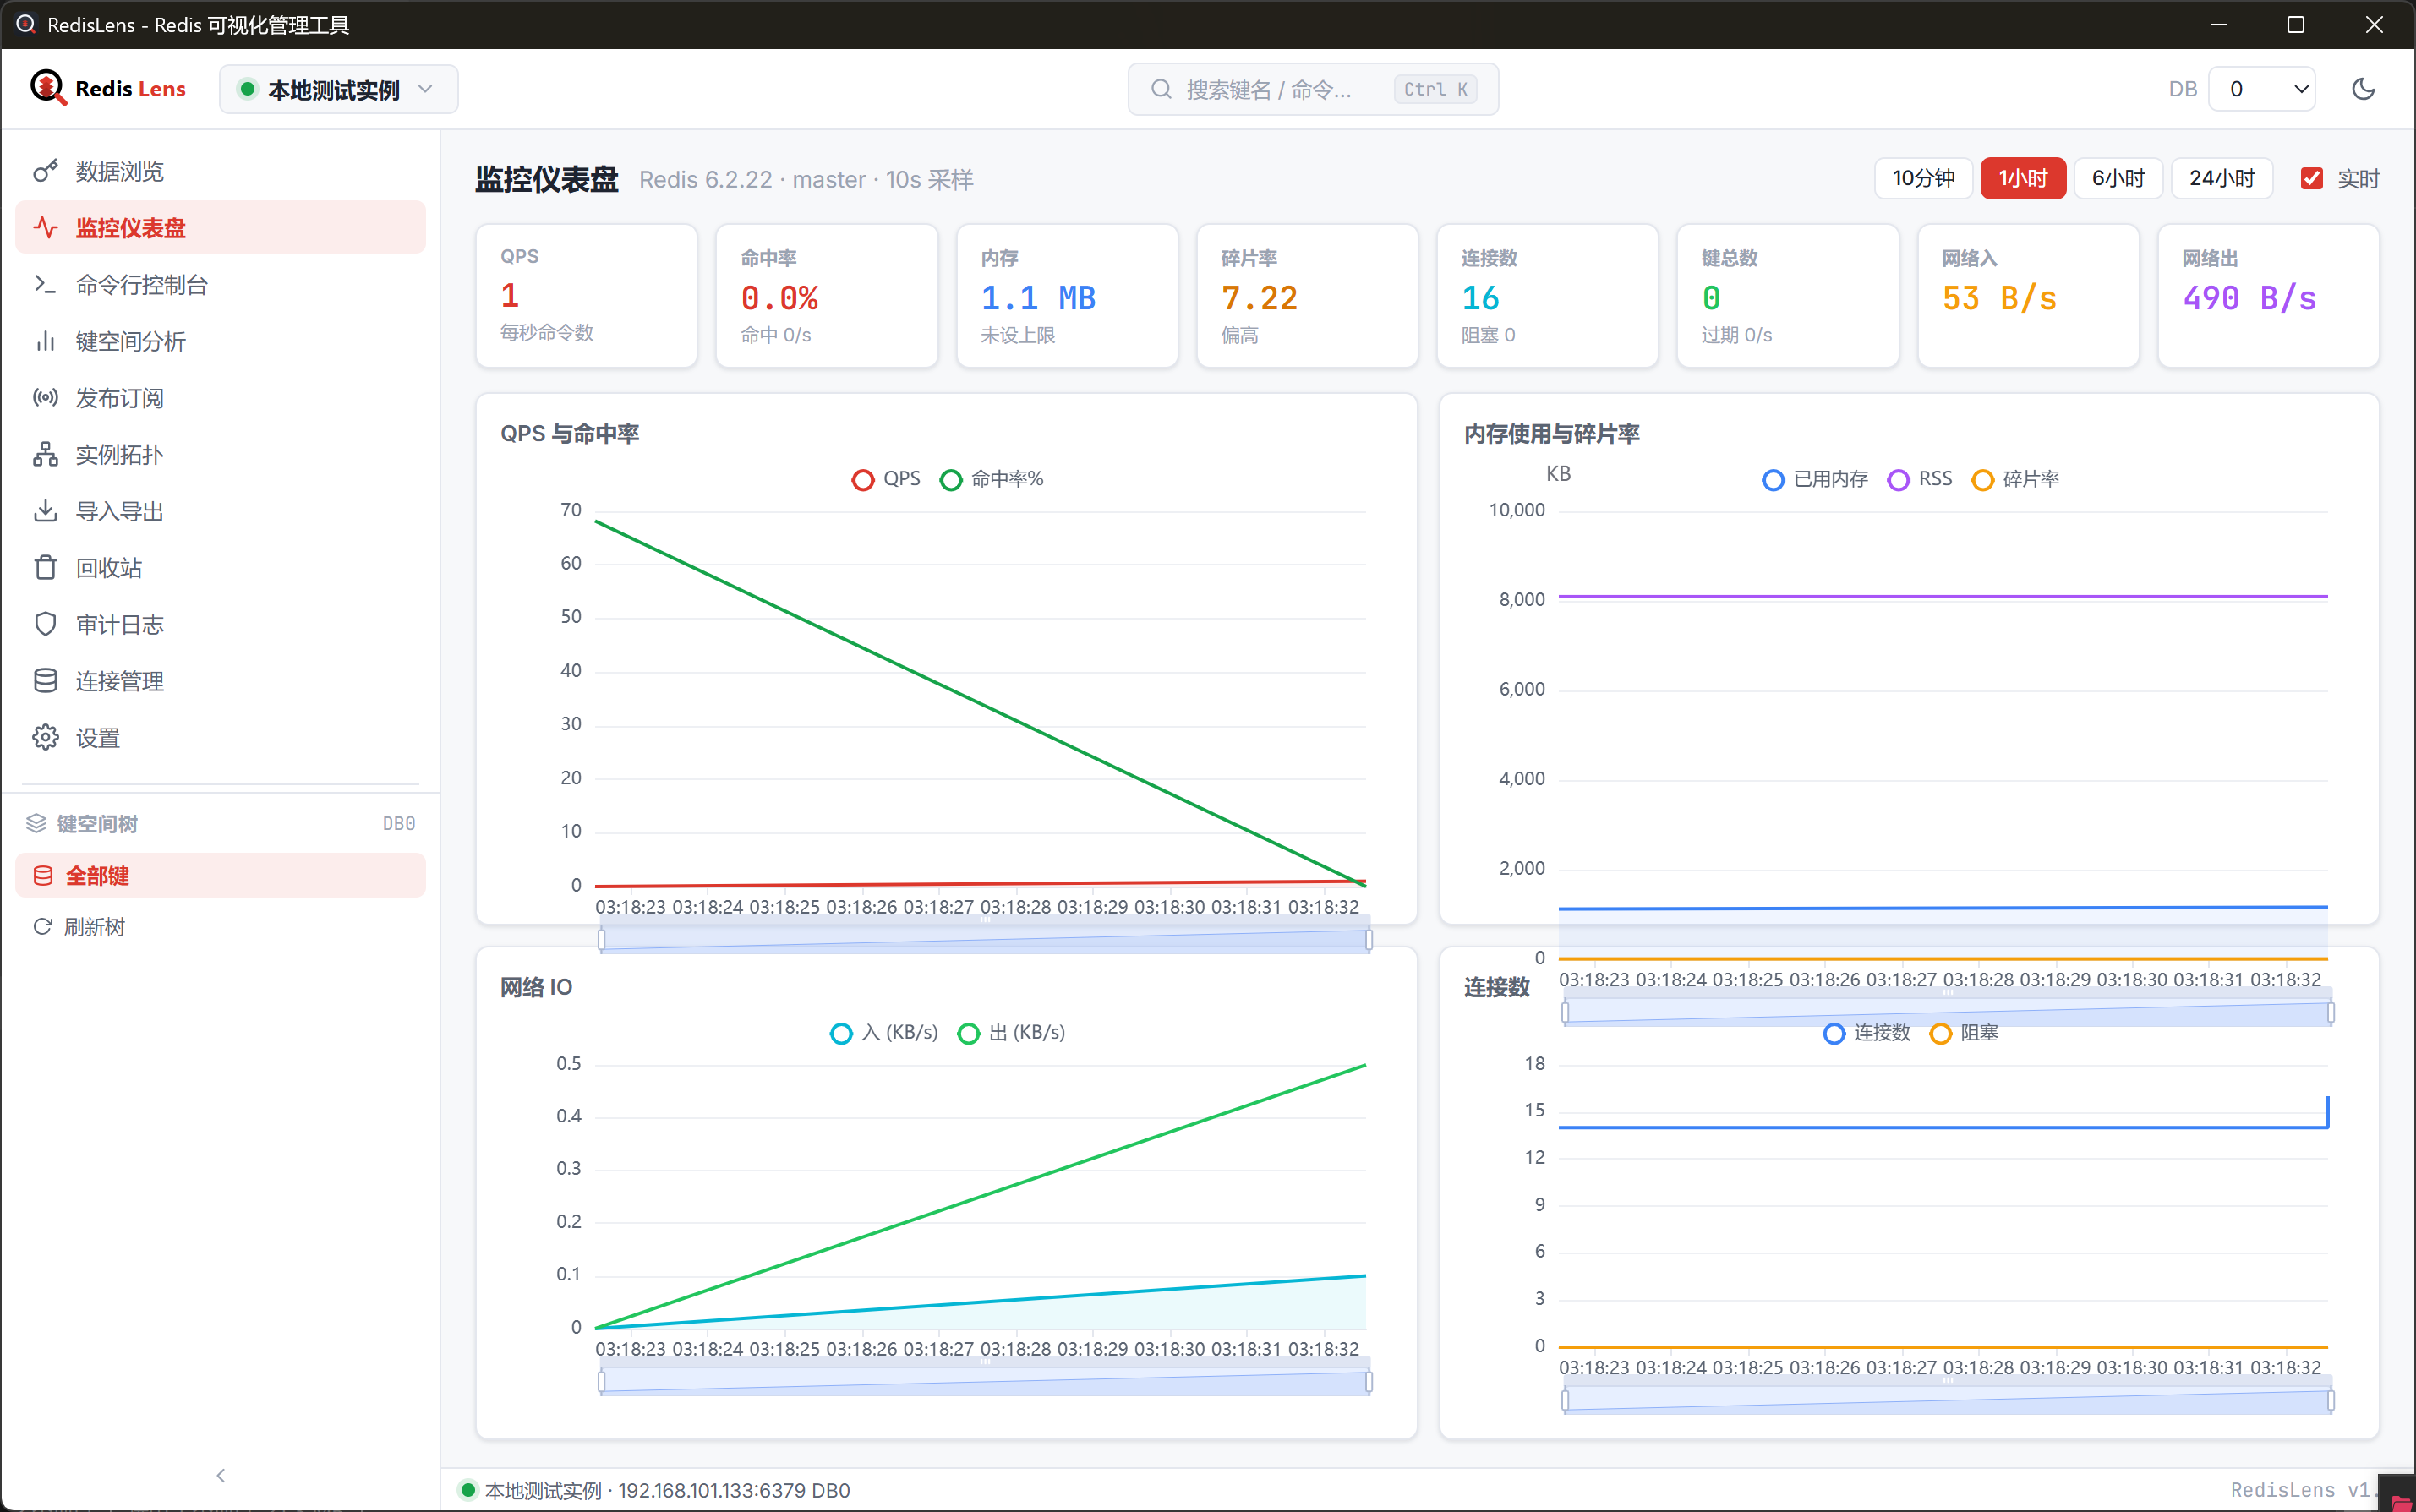 RedisLens - Redis 可视化管理工具
Redis Lens
本地测试实例
搜索键名 / 命令...
Ctrl K
DB
0
数据浏览
监控仪表盘
命令行控制台
键空间分析
发布订阅
实例拓扑
导入导出
回收站
审计日志
连接管理
设置
键空间树
DB0
全部键
刷新树
监控仪表盘
Redis 6.2.22 · master · 10s 采样
10分钟
1小时
6小时
24小时
实时
QPS
1
每秒命令数
命中率
0.0%
命中 0/s
内存
1.1 MB
未设上限
碎片率
7.22
偏高
连接数
16
阻塞 0
键总数
0
过期 0/s
网络入
53 B/s
网络出
490 B/s
QPS 与命中率
QPS
命中率%
70
60
50
40
30
20
10
0
03:18:23 03:18:24 03:18:25 03:18:26 03:18:27 03:18:28 03:18:29 03:18:30 03:18:31 03:18:32
内存使用与碎片率
KB
已用内存
RSS
碎片率
10,000
8,000
6,000
4,000
2,000
0
03:18:23 03:18:24 03:18:25 03:18:26 03:18:27 03:18:28 03:18:29 03:18:30 03:18:31 03:18:32
网络 IO
入 (KB/s)
出 (KB/s)
0.5
0.4
0.3
0.2
0.1
0
03:18:23 03:18:24 03:18:25 03:18:26 03:18:27 03:18:28 03:18:29 03:18:30 03:18:31 03:18:32
连接数
连接数
阻塞
18
15
12
9
6
3
0
03:18:23 03:18:24 03:18:25 03:18:26 03:18:27 03:18:28 03:18:29 03:18:30 03:18:31 03:18:32
本地测试实例 · 192.168.101.133:6379 DB0
RedisLens v1.